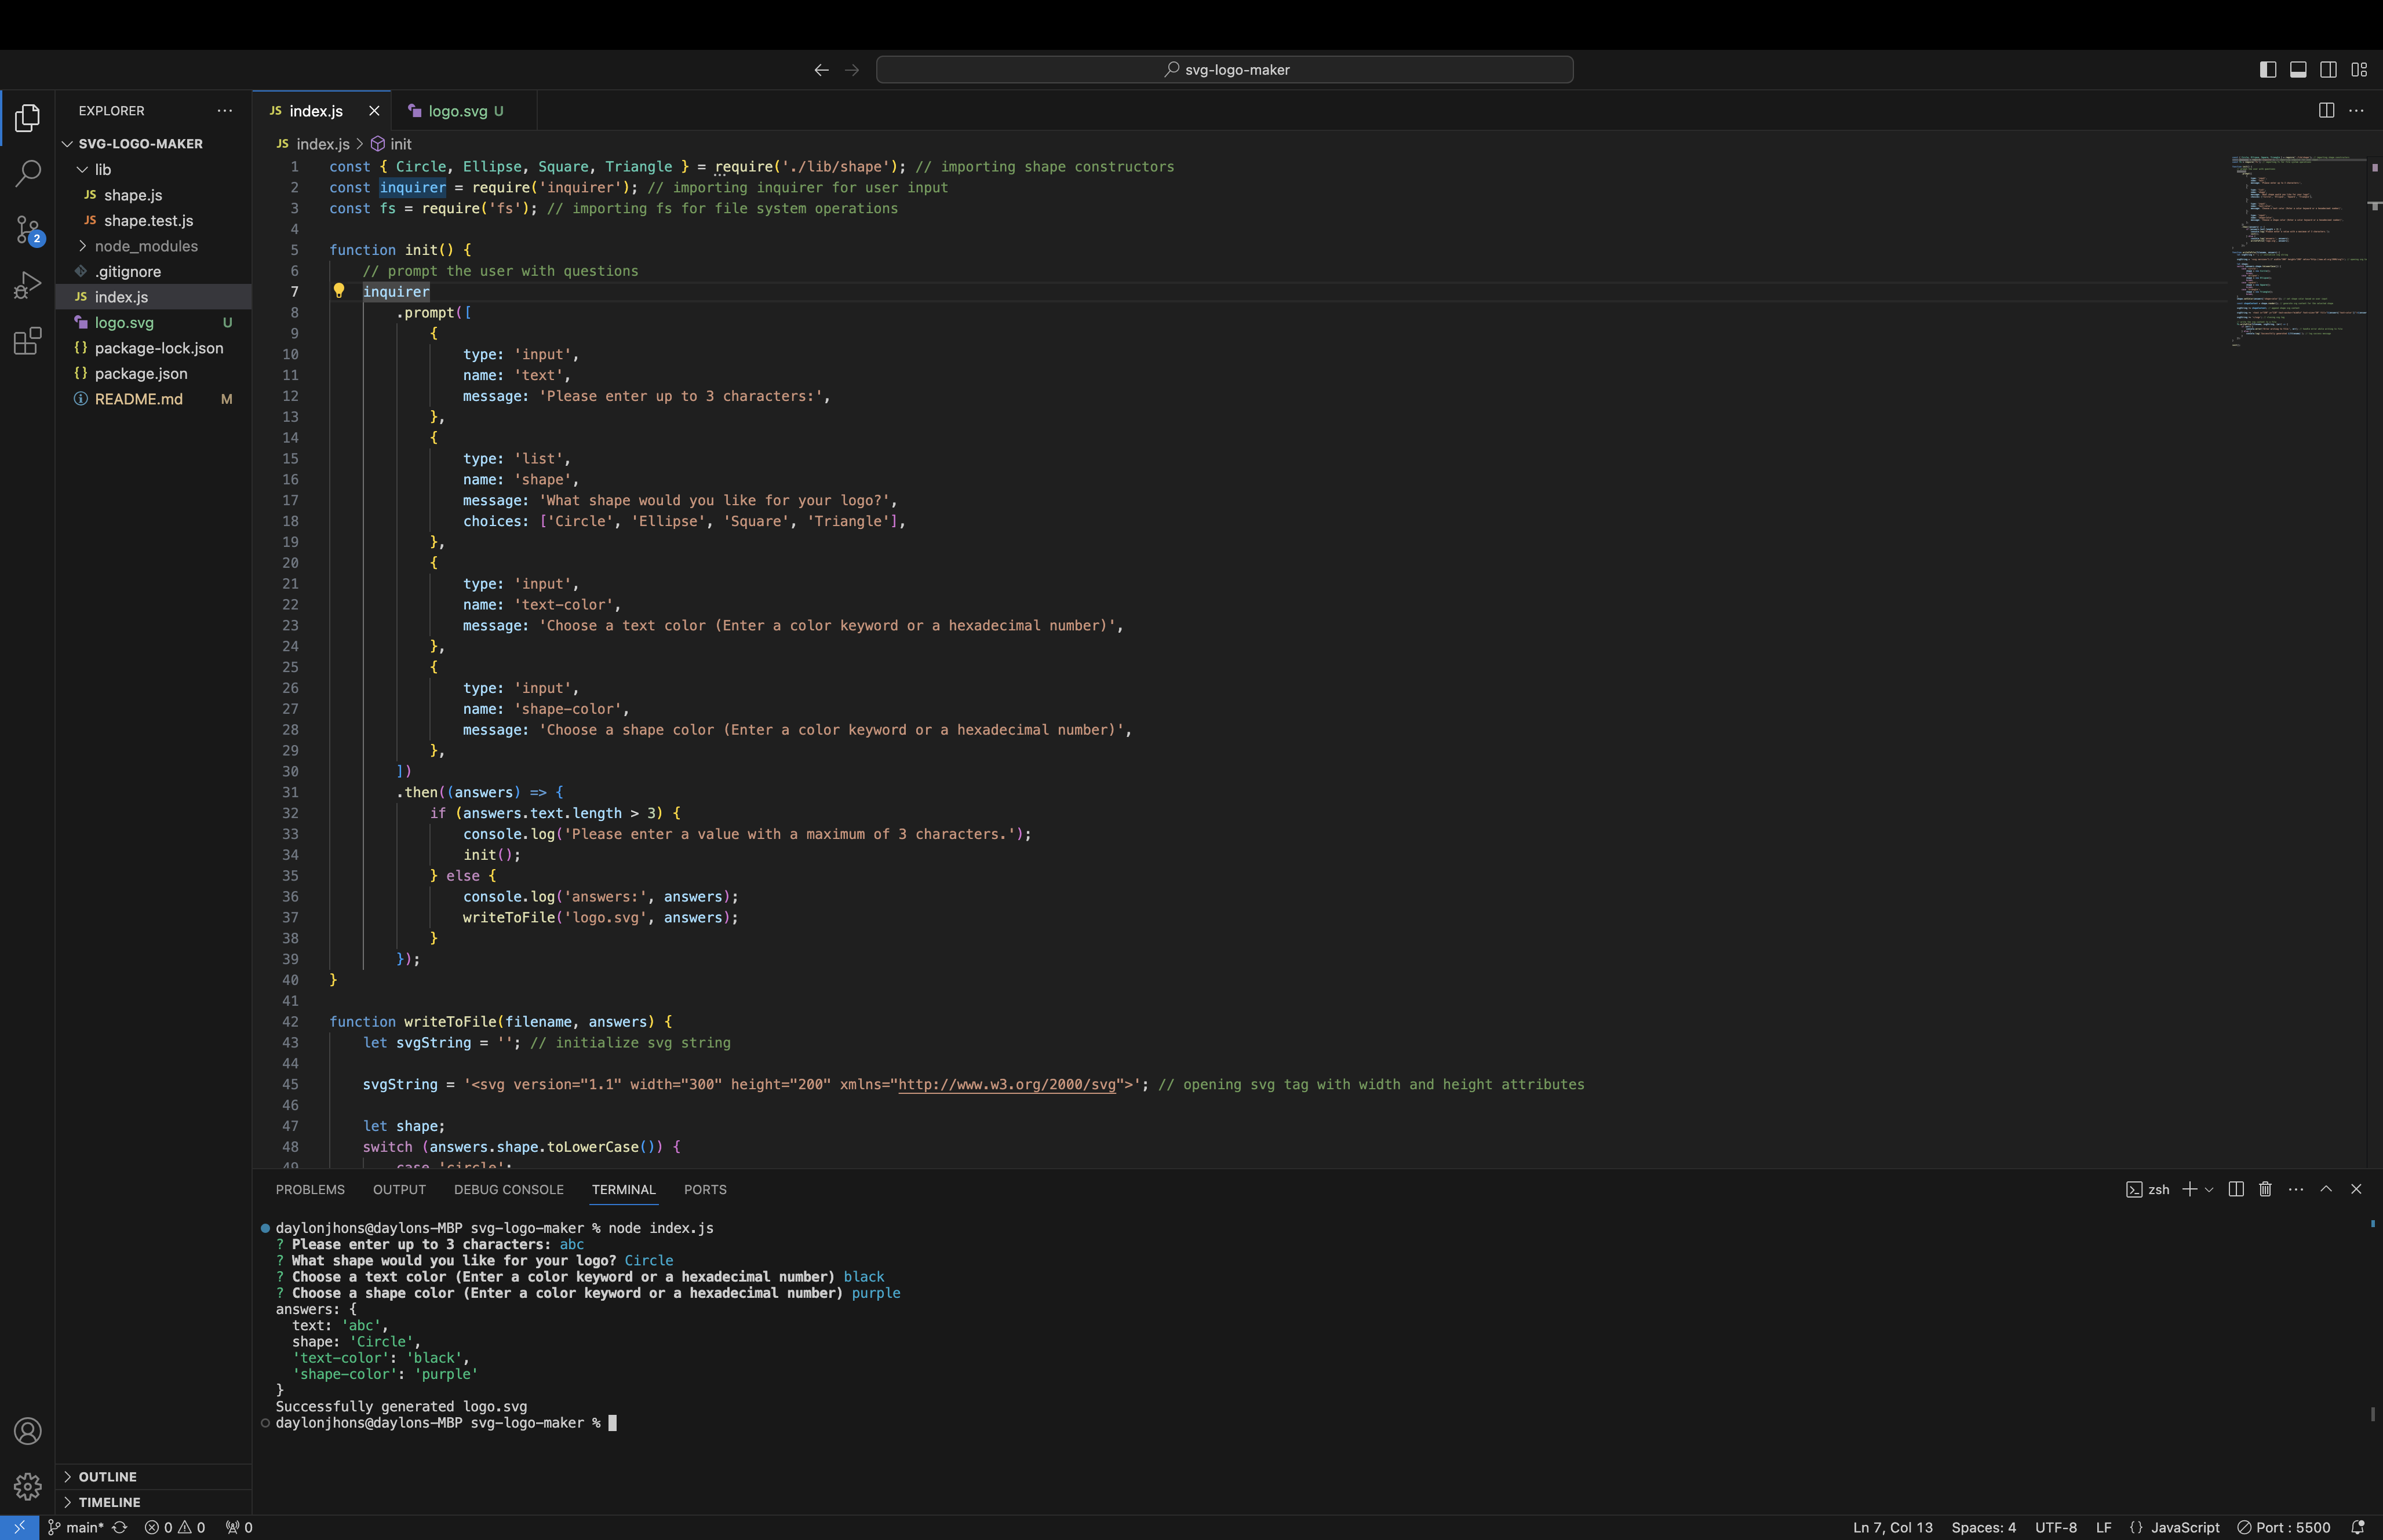 svg-logo-maker
EXPLORER
SVG-LOGO-MAKER
lib
JS shape.js
JS shape.test.js
node_modules
.gitignore
JS index.js
logo.svg U
{} package-lock.json
{} package.json
README.md M
OUTLINE
TIMELINE
JS index.js
logo.svg U
JS index.js > init
1 const { Circle, Ellipse, Square, Triangle } = require('./lib/shape'); // importing shape constructors
2 const inquirer = require('inquirer'); // importing inquirer for user input
3 const fs = require('fs'); // importing fs for file system operations
4
5 function init() {
6     // prompt the user with questions
7     inquirer
8         .prompt([
9             {
10                 type: 'input',
11                 name: 'text',
12                 message: 'Please enter up to 3 characters:',
13             },
14             {
15                 type: 'list',
16                 name: 'shape',
17                 message: 'What shape would you like for your logo?',
18                 choices: ['Circle', 'Ellipse', 'Square', 'Triangle'],
19             },
20             {
21                 type: 'input',
22                 name: 'text-color',
23                 message: 'Choose a text color (Enter a color keyword or a hexadecimal number)',
24             },
25             {
26                 type: 'input',
27                 name: 'shape-color',
28                 message: 'Choose a shape color (Enter a color keyword or a hexadecimal number)',
29             },
30         ])
31         .then((answers) => {
32             if (answers.text.length > 3) {
33                 console.log('Please enter a value with a maximum of 3 characters.');
34                 init();
35             } else {
36                 console.log('answers:', answers);
37                 writeToFile('logo.svg', answers);
38             }
39         });
40 }
41
42 function writeToFile(filename, answers) {
43     let svgString = ''; // initialize svg string
44
45     svgString = '<svg version="1.1" width="300" height="200" xmlns="http://www.w3.org/2000/svg">'; // opening svg tag with width and height attributes
46
47     let shape;
48     switch (answers.shape.toLowerCase()) {
49         case 'circle':
PROBLEMS OUTPUT DEBUG CONSOLE TERMINAL PORTS
zsh
daylonjhons@daylons-MBP svg-logo-maker % node index.js
? Please enter up to 3 characters: abc
? What shape would you like for your logo? Circle
? Choose a text color (Enter a color keyword or a hexadecimal number) black
? Choose a shape color (Enter a color keyword or a hexadecimal number) purple
answers: {
  text: 'abc',
  shape: 'Circle',
  'text-color': 'black',
  'shape-color': 'purple'
}
Successfully generated logo.svg
daylonjhons@daylons-MBP svg-logo-maker %
2
main* 0 0 0
Ln 7, Col 13 Spaces: 4 UTF-8 LF {} JavaScript Port : 5500